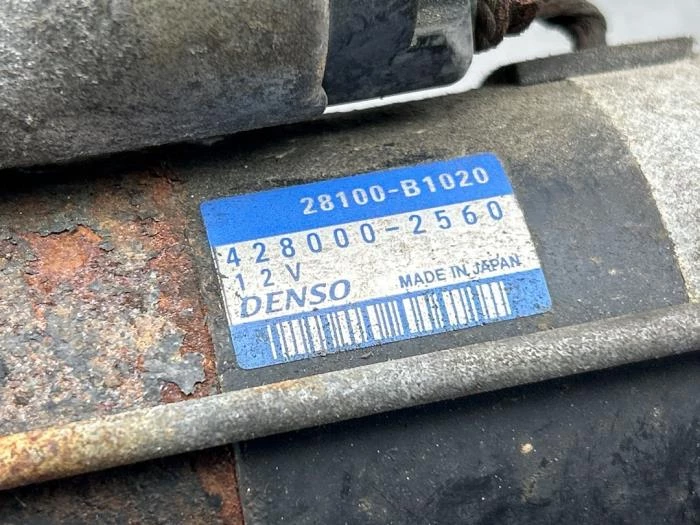 28100-B1020
428000-2560
12V
DENSO MADE IN JAPAN